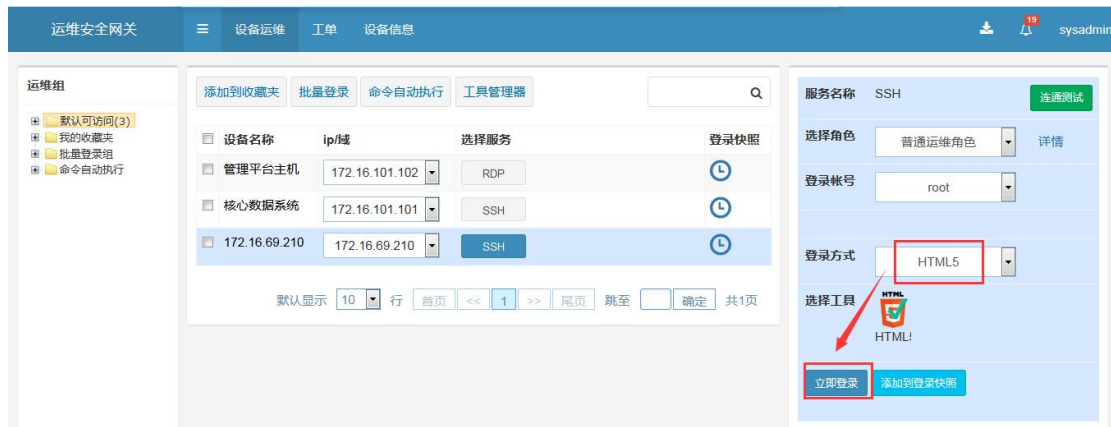 运维安全网关 设备运维 工单 设备信息 19 sysadmin
运维组
默认可访问(3)
我的收藏夹
批量登录组
命令自动执行
添加到收藏夹 批量登录 命令自动执行 工具管理器
设备名称 ip/域 选择服务 登录快照
管理平台主机 172.16.101.102 RDP
核心数据系统 172.16.101.101 SSH
172.16.69.210 172.16.69.210 SSH
默认显示 10 行 首页 << 1 >> 尾页 跳至 确定 共1页
服务名称 SSH 连通测试
选择角色 普通运维角色 详情
登录帐号 root
登录方式 HTML5
选择工具 HTML
HTML5
立即登录 添加到登录快照